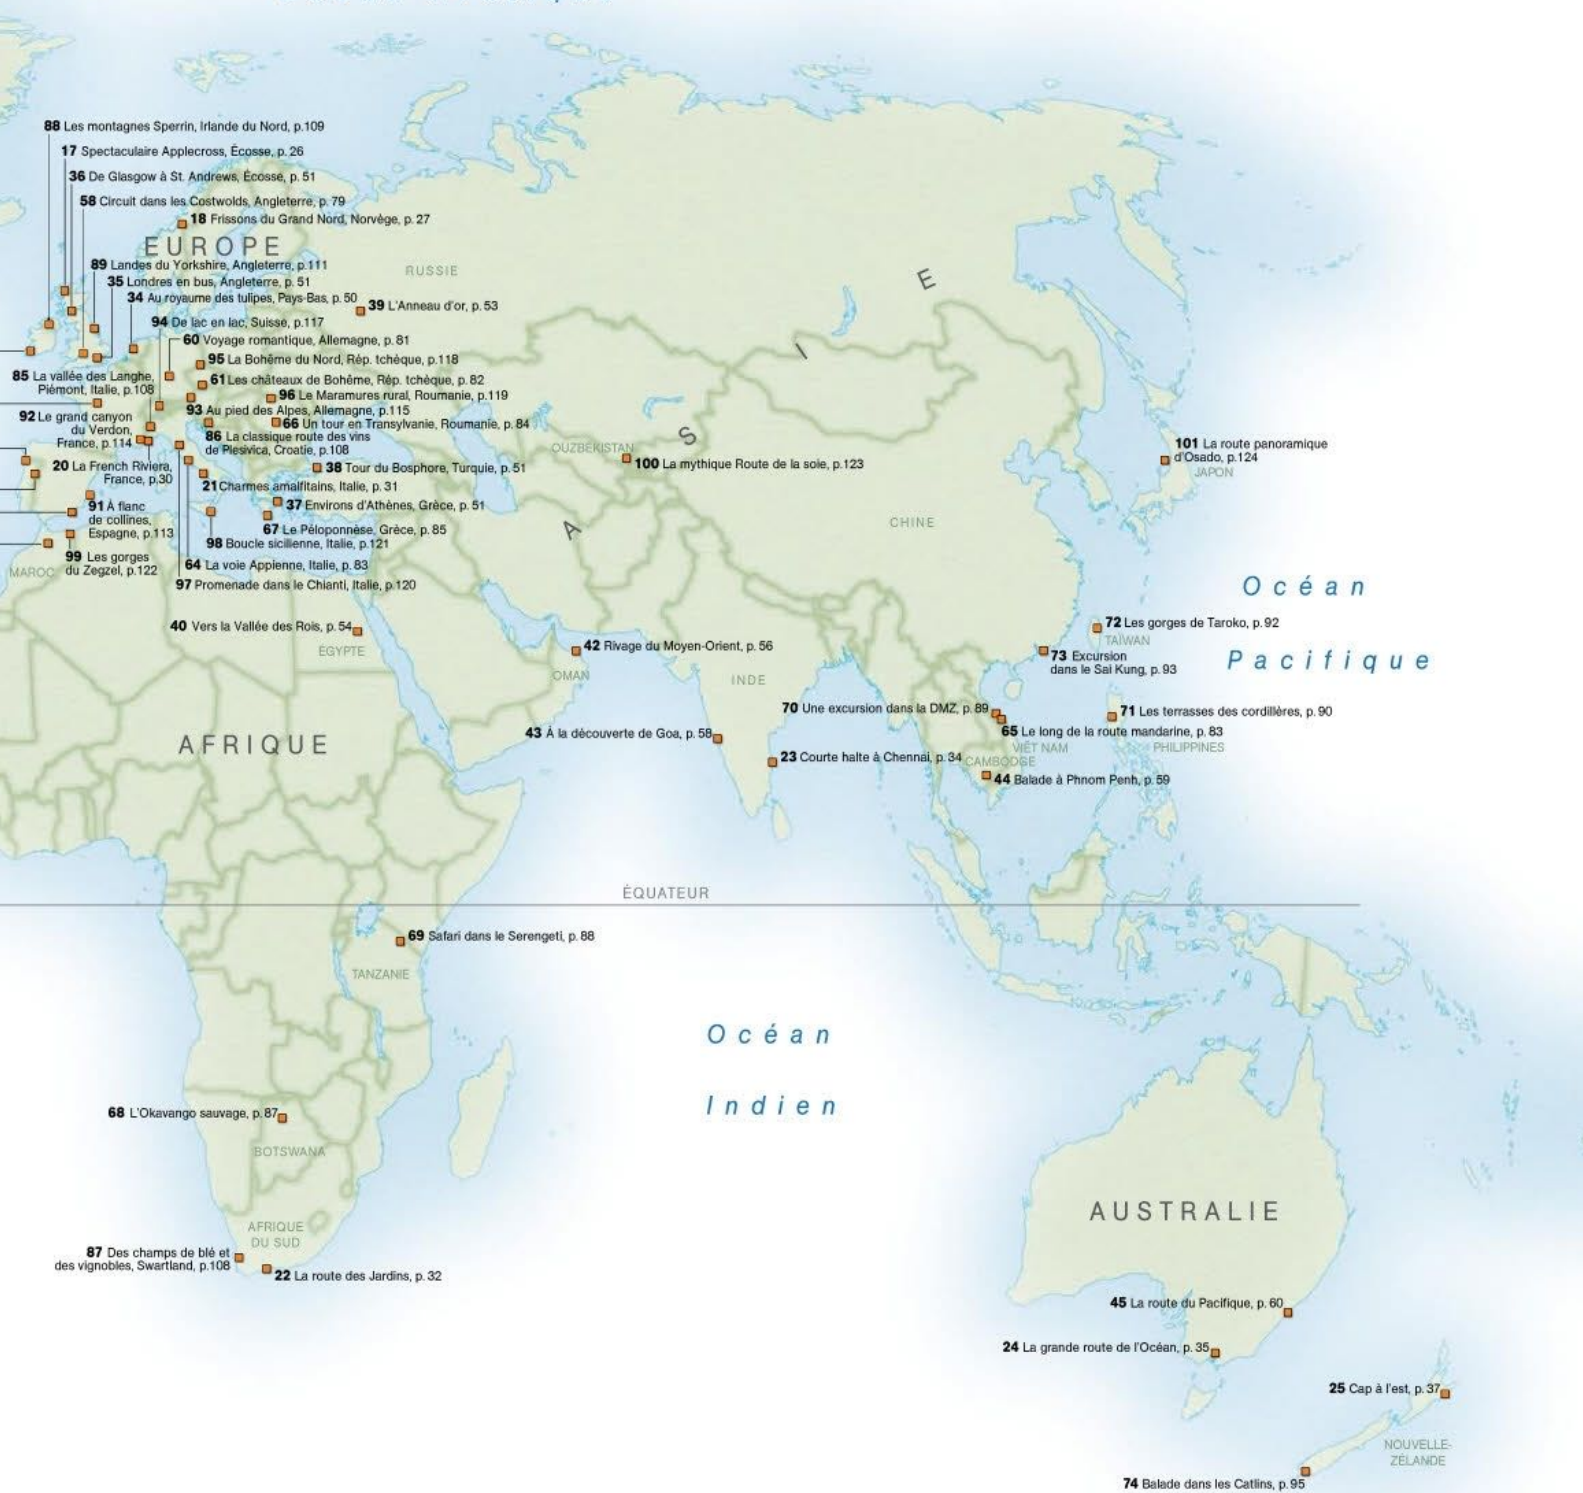 88 Les montagnes Sperrin, Irlande du Nord, p.109
17 Spectaculaire Applecross, Écosse, p. 26
36 De Glasgow à St. Andrews, Écosse, p. 51
58 Circuit dans les Costwolds, Angleterre, p. 79
18 Frissons du Grand Nord, Norvège, p. 27
EUROPE
89 Landes du Yorkshire, Angleterre, p.111
35 Londres en bus, Angleterre, p. 51
34 Au royaume des tulipes, Pays-Bas, p. 50
RUSSIE
39 L'Anneau d'or, p. 53
94 De lac en lac, Suisse, p.117
60 Voyage romantique, Allemagne, p. 81
95 La Bohême du Nord, Rép. tchèque, p.118
85 La vallée des Langhe,
Piémont, Italie, p.108
61 Les châteaux de Bohême, Rép. tchèque, p. 82
96 Le Maramures rural, Roumanie, p.119
93 Au pied des Alpes, Allemagne, p.115
92 Le grand canyon
du Verdon,
France, p.114
66 Un tour en Transylvanie, Roumanie, p. 84
86 La classique route des vins
de Plesivica, Croatie, p.108
20 La French Riviera,
France, p.30
38 Tour du Bosphore, Turquie, p. 51
21 Charmes amalfitains, Italie, p. 31
37 Environs d'Athènes, Grèce, p. 51
91 À flanc
de collines,
Espagne, p.113
67 Le Péloponnèse, Grèce, p. 85
98 Boucle sicilienne, Italie, p.121
99 Les gorges
du Zegzel, p.122
MAROC
64 La voie Appienne, Italie, p. 83
97 Promenade dans le Chianti, Italie, p.120
ASIE
OUZBÉKISTAN
100 La mythique Route de la soie, p.123
101 La route panoramique
d'Osado, p.124
JAPON
CHINE
Océan
Pacifique
40 Vers la Vallée des Rois, p. 54
ÉGYPTE
42 Rivage du Moyen-Orient, p. 56
OMAN
INDE
72 Les gorges de Taroko, p. 92
TAÏWAN
73 Excursion
dans le Sai Kung, p. 93
70 Une excursion dans la DMZ, p. 89
71 Les terrasses des cordillères, p. 90
65 Le long de la route mandarine, p. 83
VIÊT NAM
PHILIPPINES
43 À la découverte de Goa, p. 58
23 Courte halte à Chennai, p. 34
CAMBODGE
44 Balade à Phnom Penh, p. 59
AFRIQUE
ÉQUATEUR
69 Safari dans le Serengeti, p. 88
TANZANIE
Océan
Indien
68 L'Okavango sauvage, p. 87
BOTSWANA
AFRIQUE
DU SUD
87 Des champs de blé et
des vignobles, Swartland, p.108
22 La route des Jardins, p. 32
AUSTRALIE
45 La route du Pacifique, p. 60
24 La grande route de l'Océan, p. 35
25 Cap à l'est, p. 37
NOUVELLE-
ZÉLANDE
74 Balade dans les Catlins, p. 95